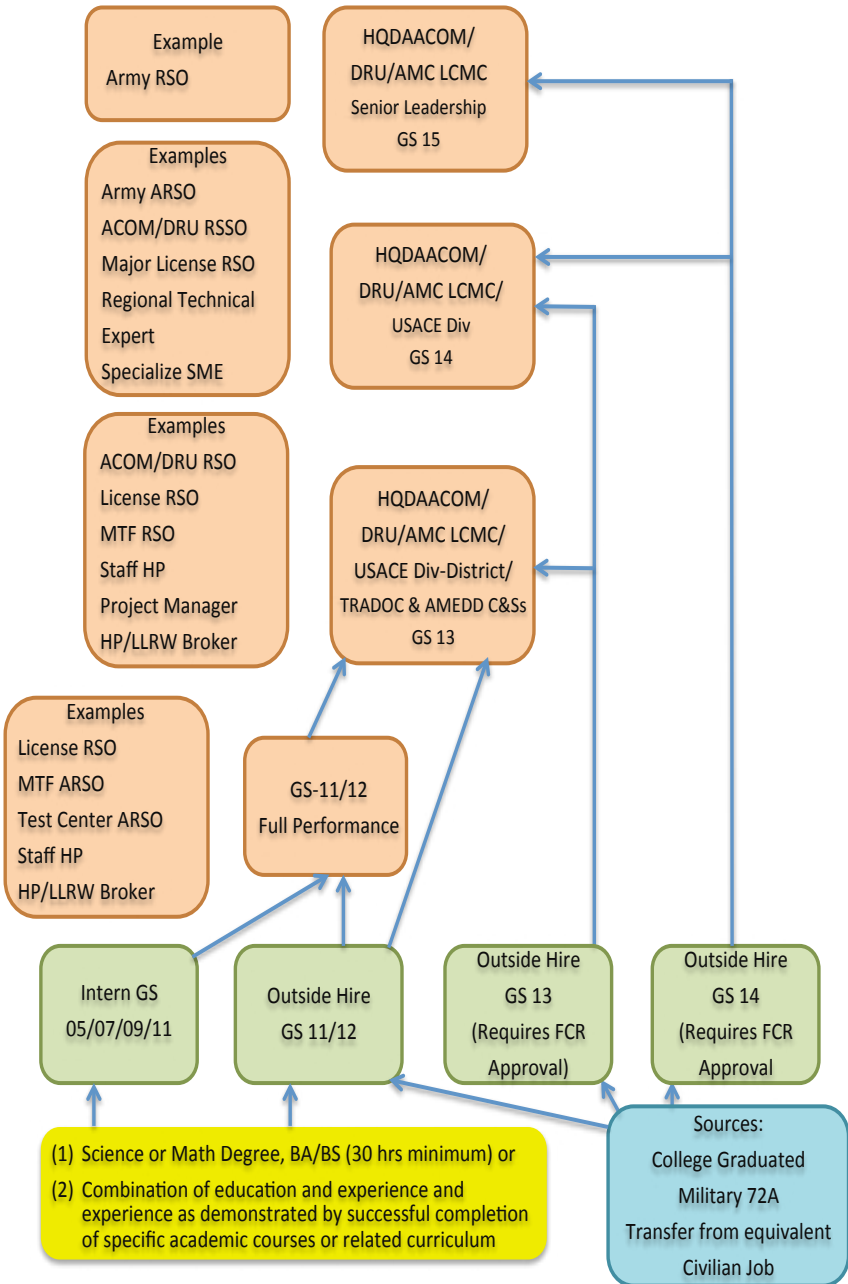 Example
Army RSO
HQDAACOM/
DRU/AMC LCMC
Senior Leadership
GS 15
Examples
Army ARSO
ACOM/DRU RSSO
Major License RSO
Regional Technical
Expert
Specialize SME
HQDAACOM/
DRU/AMC LCMC/
USACE Div
GS 14
Examples
ACOM/DRU RSO
License RSO
MTF RSO
Staff HP
Project Manager
HP/LLRW Broker
HQDAACOM/
DRU/AMC LCMC/
USACE Div-District/
TRADOC & AMEDD C&Ss
GS 13
Examples
License RSO
MTF ARSO
Test Center ARSO
Staff HP
HP/LLRW Broker
GS-11/12
Full Performance
Intern GS
05/07/09/11
Outside Hire
GS 11/12
Outside Hire
GS 13
(Requires FCR
Approval)
Outside Hire
GS 14
(Requires FCR
Approval
(1) Science or Math Degree, BA/BS (30 hrs minimum) or
(2) Combination of education and experience and
experience as demonstrated by successful completion
of specific academic courses or related curriculum
Sources:
College Graduated
Military 72A
Transfer from equivalent
Civilian Job